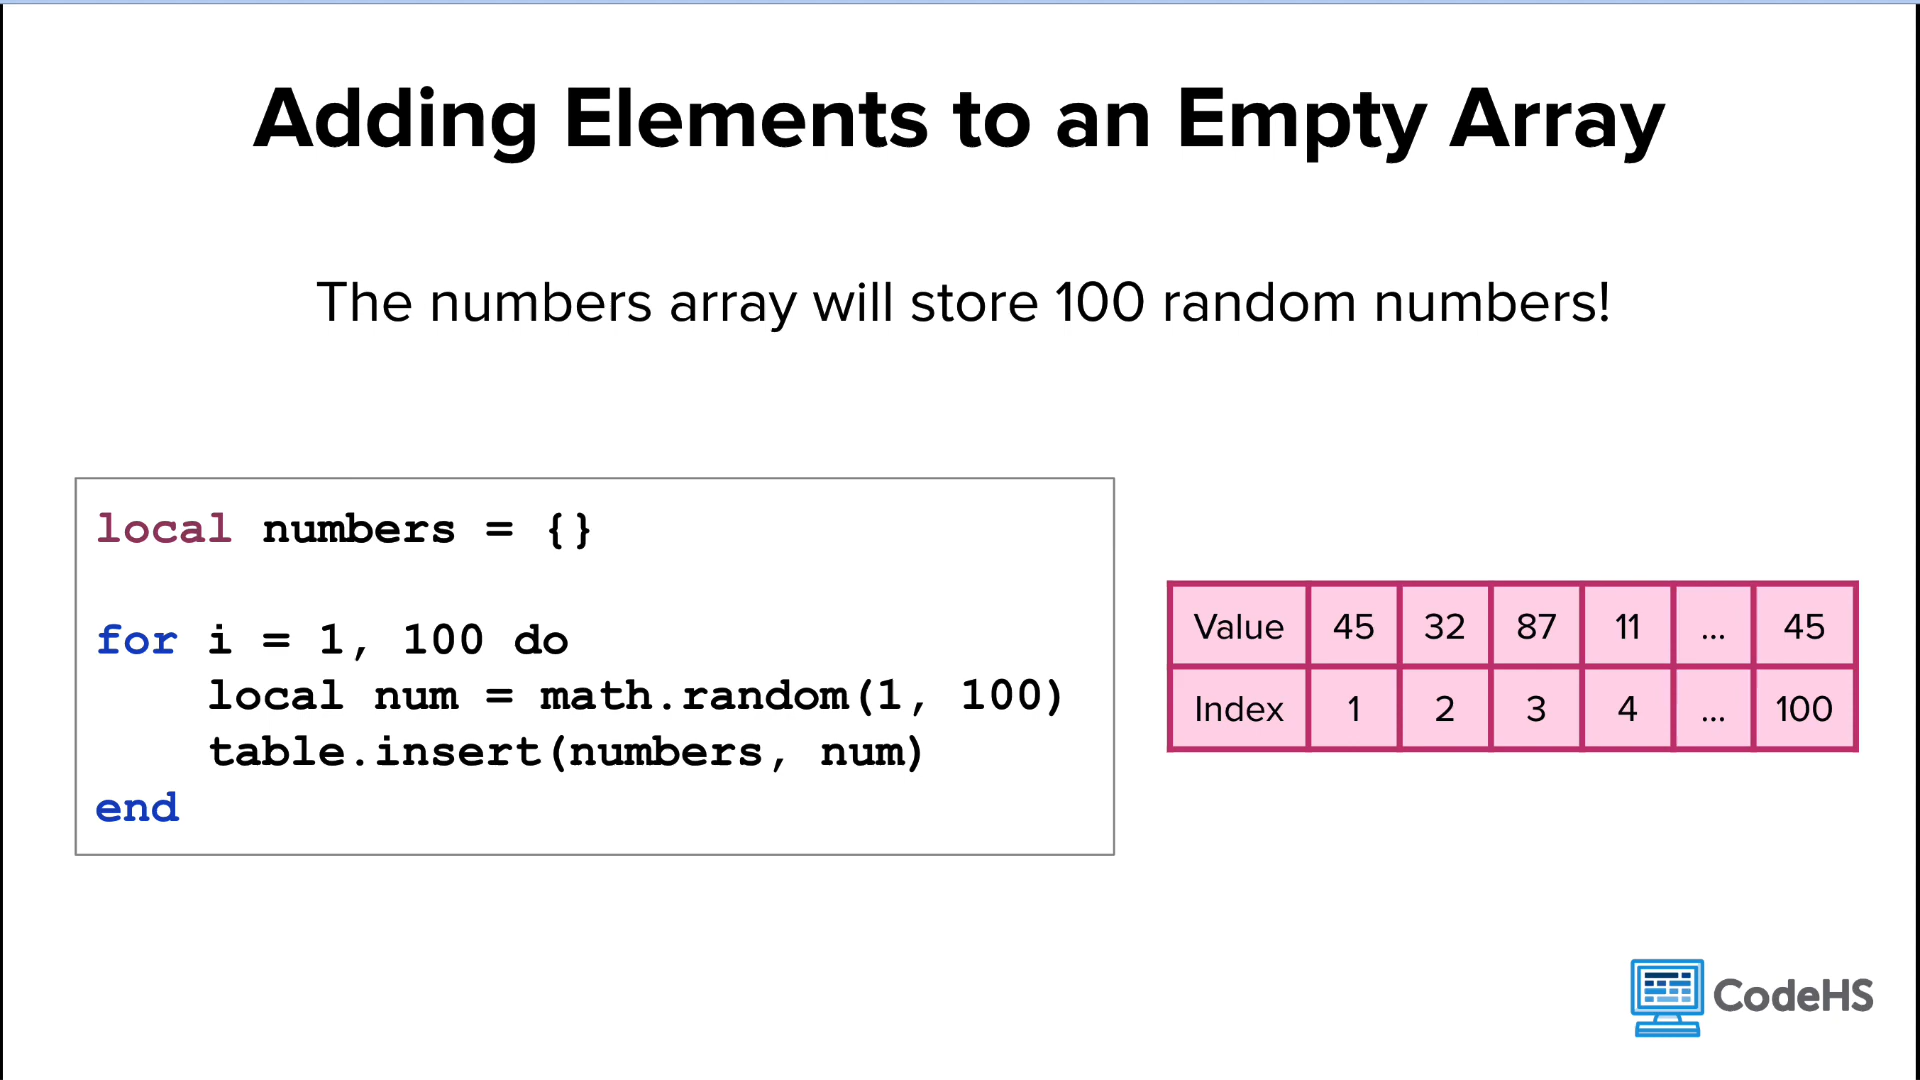 Adding Elements to an Empty Array
The numbers array will store 100 random numbers!
local numbers = {}
for i = 1, 100 do
    local num = math.random(1, 100)
    table.insert(numbers, num)
end
Value 45 32 87 11 ... 45
Index 1 2 3 4 ... 100
CodeHS